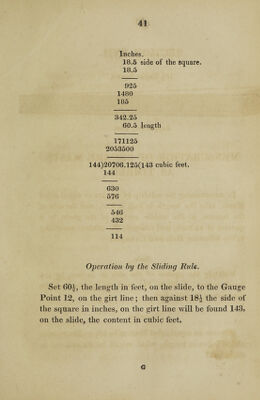 41
Inches.
18.5 side of the square.
18.5
925
1480
185
342.25
60.5 length
171125
2053500
144)20706.125(143 cubic feet.
144
630
576
546
432
114
Operation by the Sliding Rule.
Set 60½, the length in feet, on the slide, to the Gauge
Point 12, on the girt line; then against 18½ the side of
the square in inches, on the girt line will be found 143.
on the slide, the content in cubic feet.
G